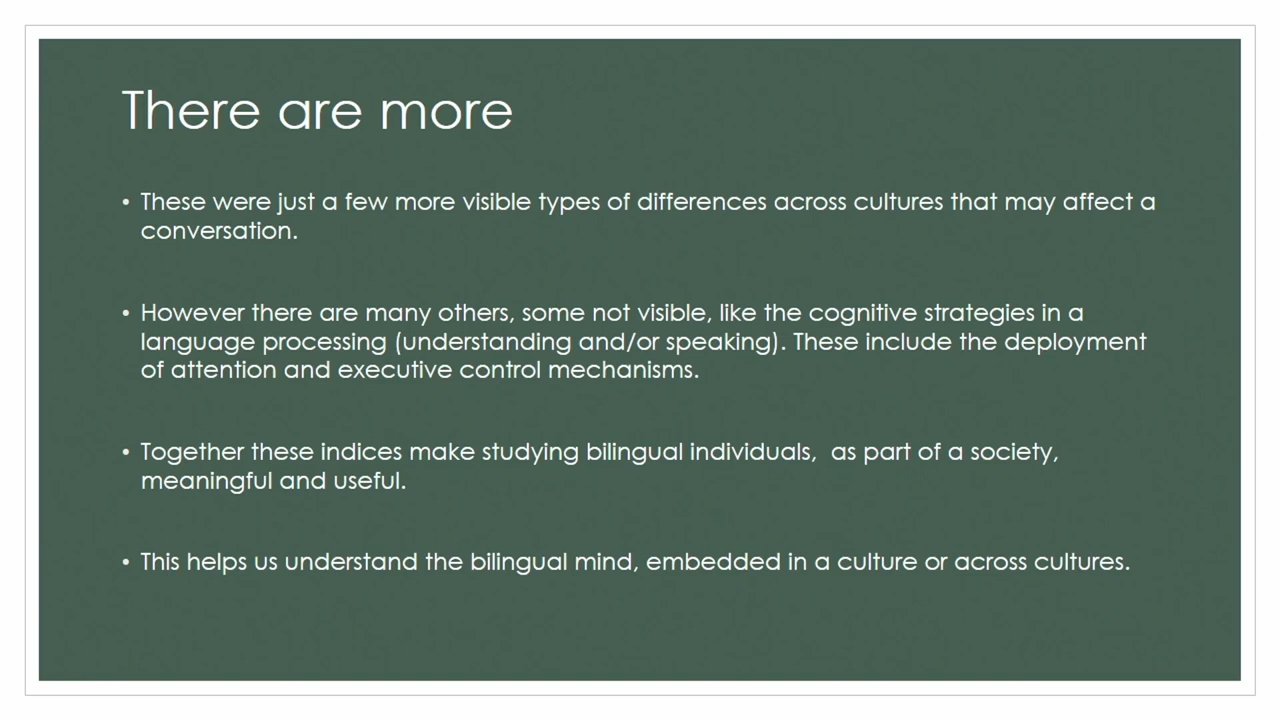 There are more
• These were just a few more visible types of differences across cultures that may affect a
conversation.
• However there are many others, some not visible, like the cognitive strategies in a
language processing (understanding and/or speaking). These include the deployment
of attention and executive control mechanisms.
• Together these indices make studying bilingual individuals,  as part of a society,
meaningful and useful.
• This helps us understand the bilingual mind, embedded in a culture or across cultures.